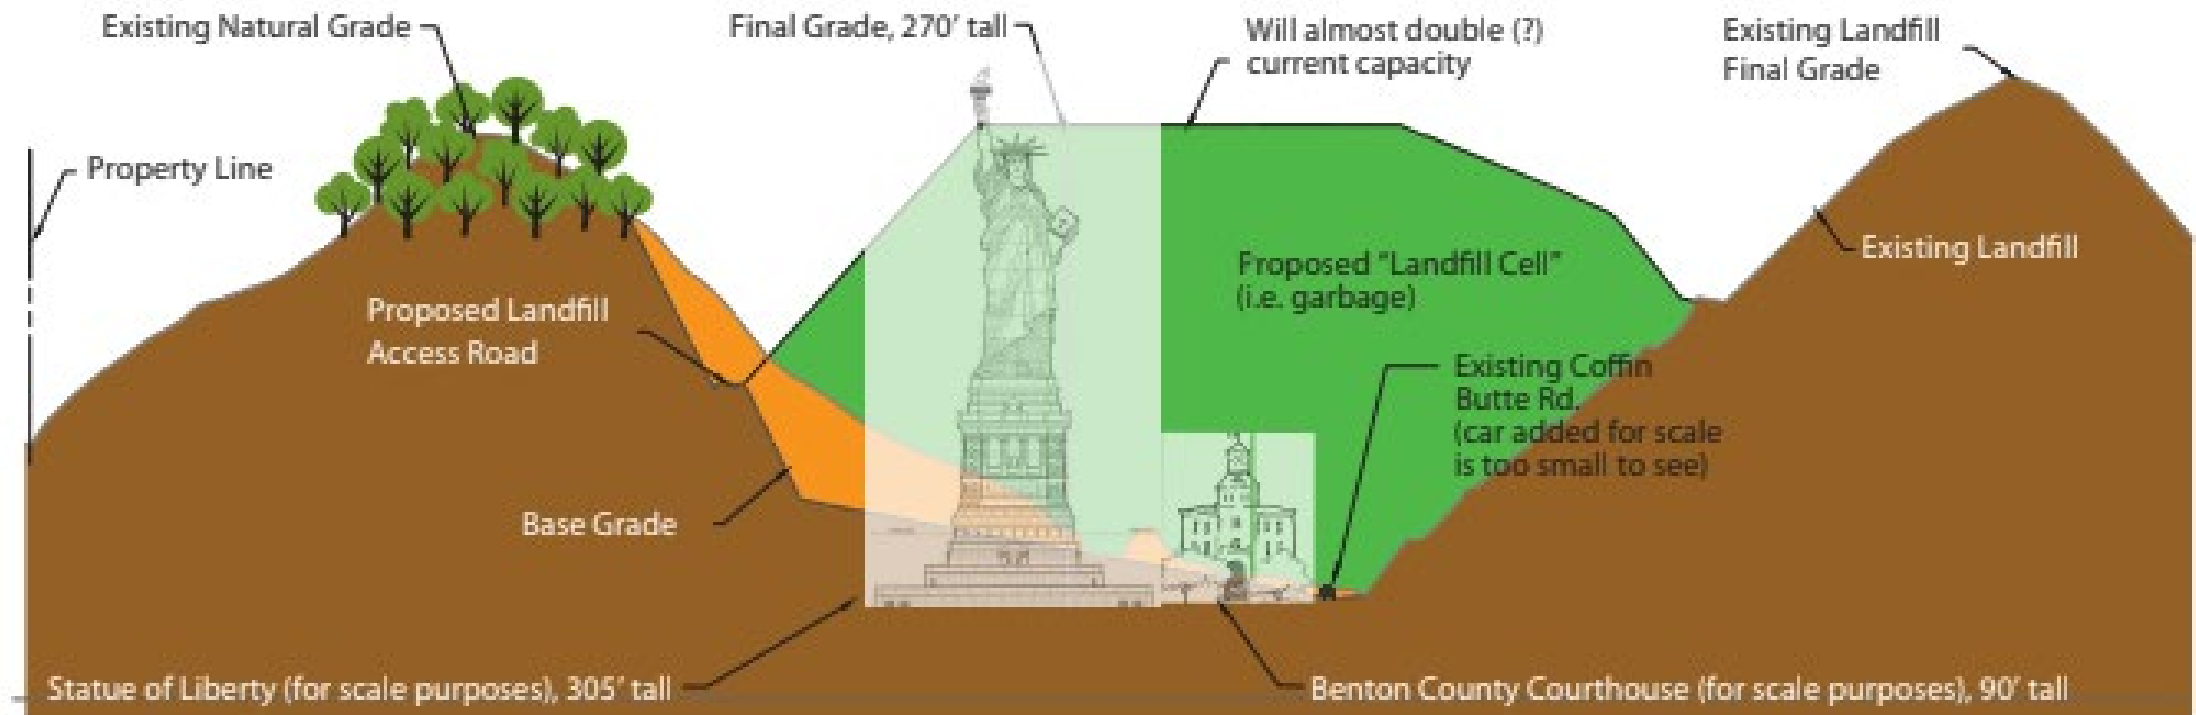 Existing Natural Grade
Final Grade, 270' tall
Will almost double (?)
current capacity
Existing Landfill
Final Grade
Property Line
Existing Landfill
Proposed “Landfill Cell”
(i.e. garbage)
Proposed Landfill
Access Road
Existing Coffin
Butte Rd.
(car added for scale
is too small to see)
Base Grade
Statue of Liberty (for scale purposes), 305' tall
Benton County Courthouse (for scale purposes), 90' tall